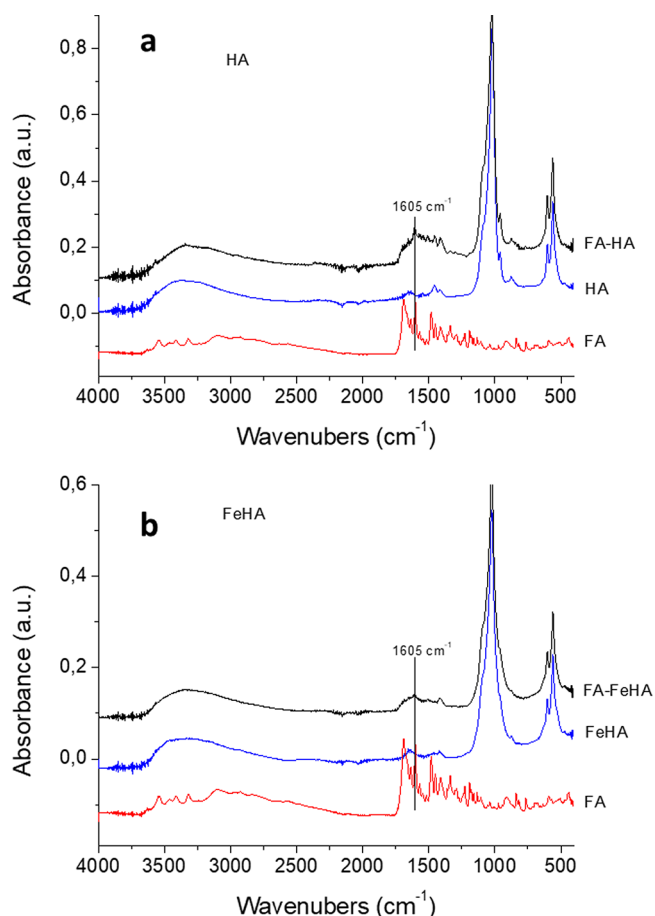 a
HA
0,8
0,6
0,4
0,2
0,0
Absorbance (a.u.)
1605 cm-1
FA-HA
HA
FA
4000 3500 3000 2500 2000 1500 1000 500
Wavenubers (cm-1)
b
FeHA
0,6
0,4
0,2
0,0
Absorbance (a.u.)
1605 cm-1
FA-FeHA
FeHA
FA
4000 3500 3000 2500 2000 1500 1000 500
Wavenubers (cm-1)